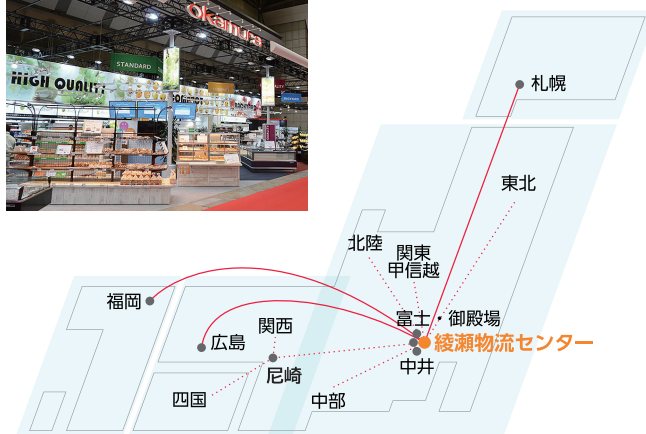 okamura
STANDARD
HIGH QUALITY
札幌
東北
北陸
関東
甲信越
福岡
富士・御殿場
広島
関西
綾瀬物流センター
中井
尼崎
四国
中部